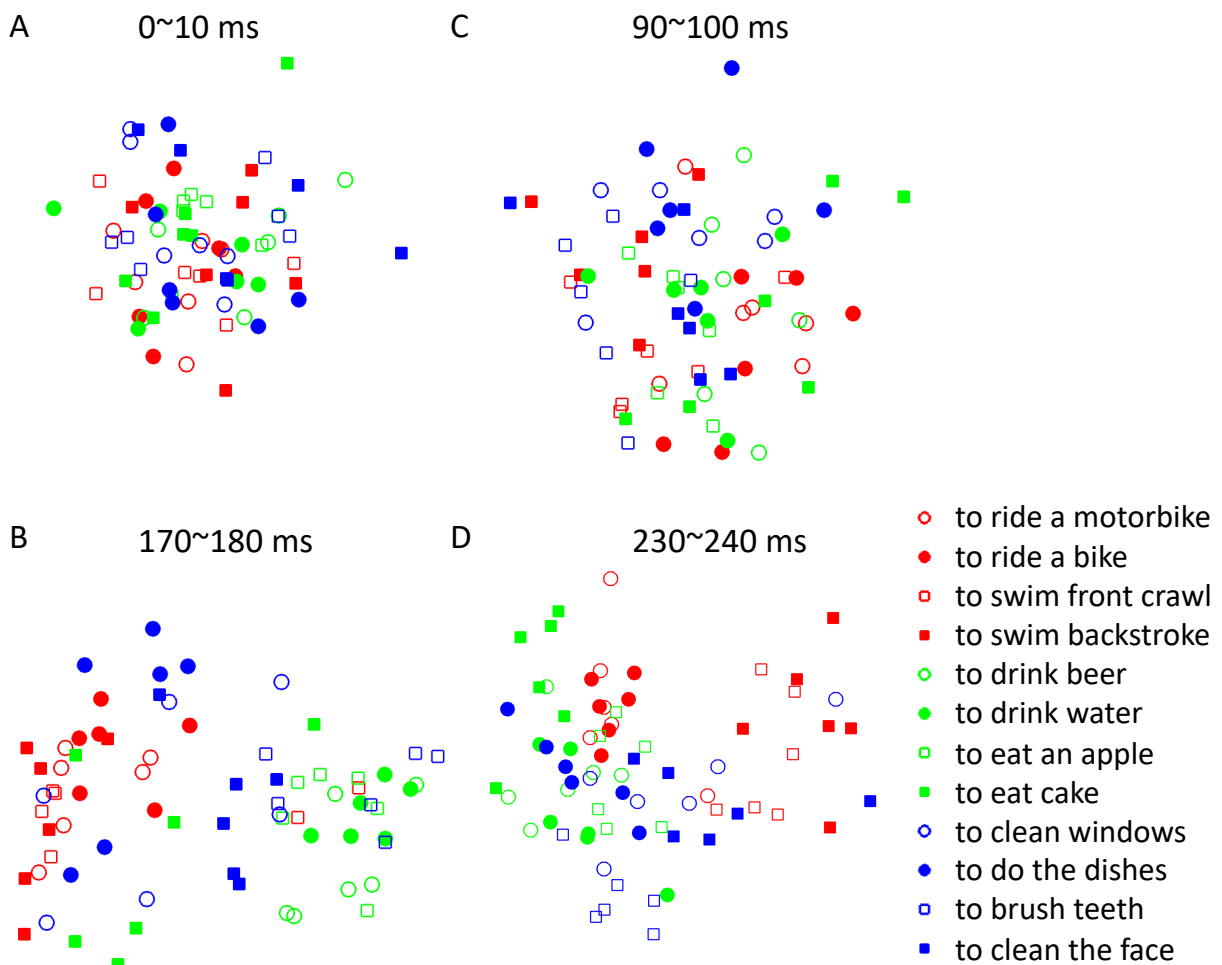 A
0~10 ms
C
90~100 ms
B
170~180 ms
D
230~240 ms
to ride a motorbike
to ride a bike
to swim front crawl
to swim backstroke
to drink beer
to drink water
to eat an apple
to eat cake
to clean windows
to do the dishes
to brush teeth
to clean the face